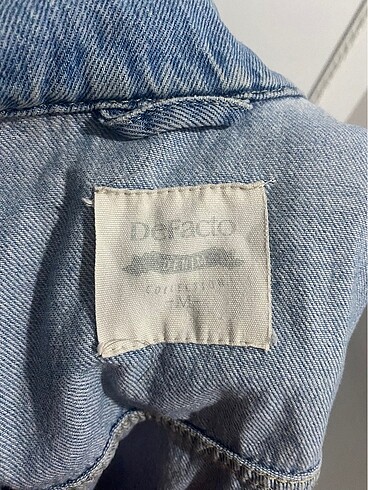 DeFacto
DENIM
COLLECTION
-M-